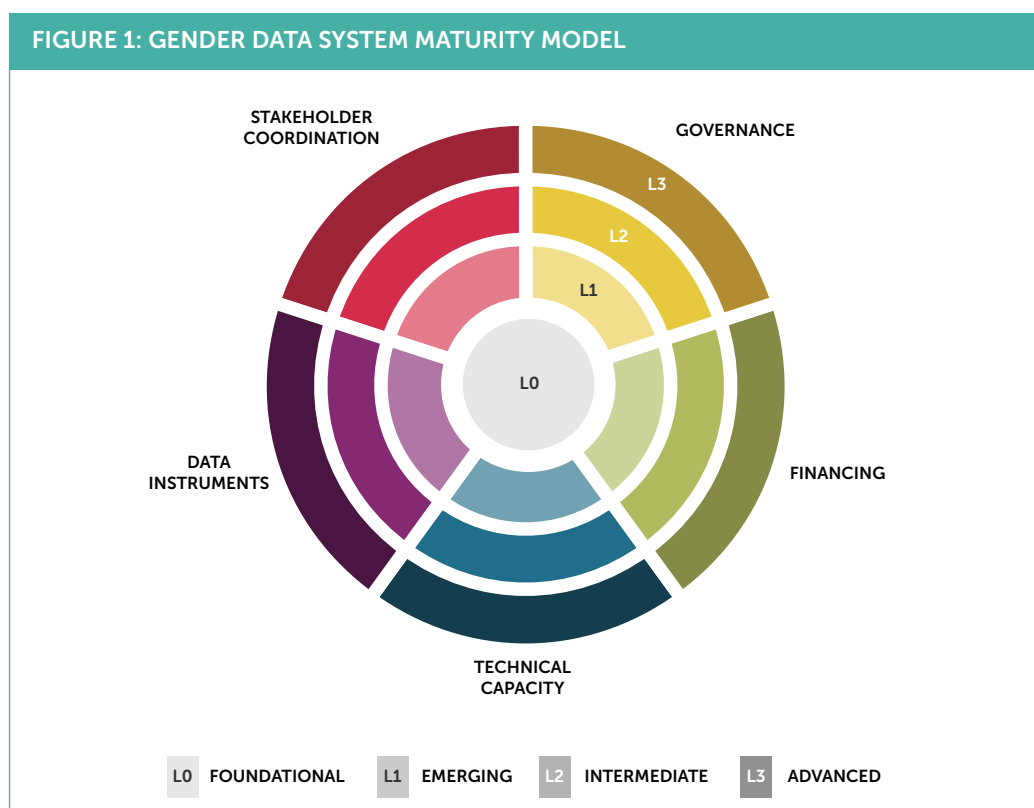 FIGURE 1: GENDER DATA SYSTEM MATURITY MODEL
STAKEHOLDER
COORDINATION
GOVERNANCE
L3
L2
L1
L0
DATA
INSTRUMENTS
FINANCING
TECHNICAL
CAPACITY
L0 FOUNDATIONAL
L1 EMERGING
L2 INTERMEDIATE
L3 ADVANCED